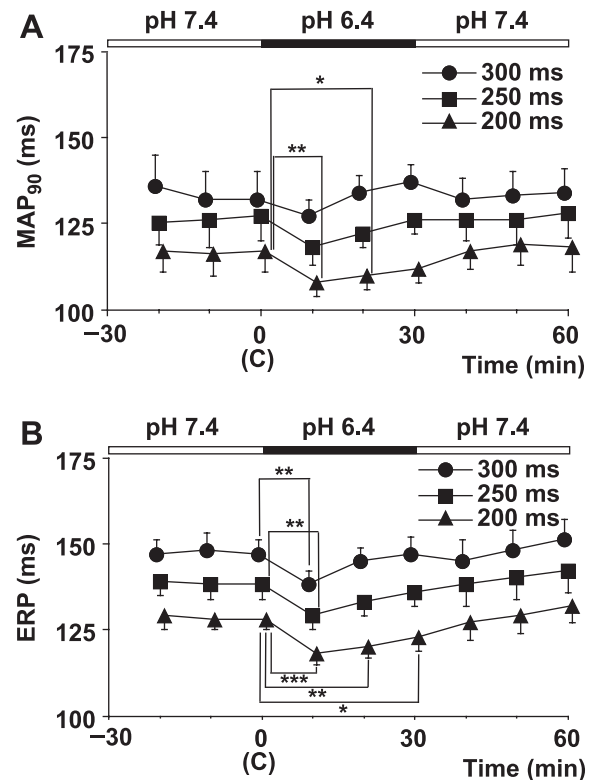 A
pH 7.4 pH 6.4 pH 7.4
175
300 ms
250 ms
200 ms
*
**
150
125
100
MAP90 (ms)
−30 0 30 60
(C) Time (min)
B
pH 7.4 pH 6.4 pH 7.4
175
300 ms
250 ms
200 ms
**
**
150
125
100
ERP (ms)
***
**
*
−30 0 30 60
(C) Time (min)